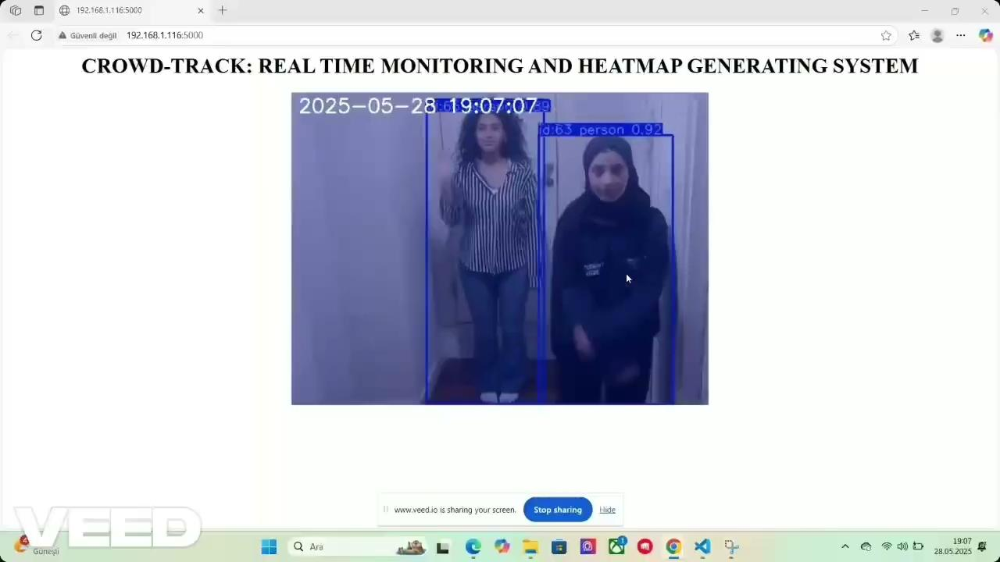 192.168.1.116:5000
Güvenli değil
192.168.1.116:5000
CROWD-TRACK: REAL TIME MONITORING AND HEATMAP GENERATING SYSTEM
2025-05-28 19:07:07
id:63 person 0.92
www.veed.io is sharing your screen.
Stop sharing
Hide
VEED
Güneşli
Ara
1
19:07
28.05.2025